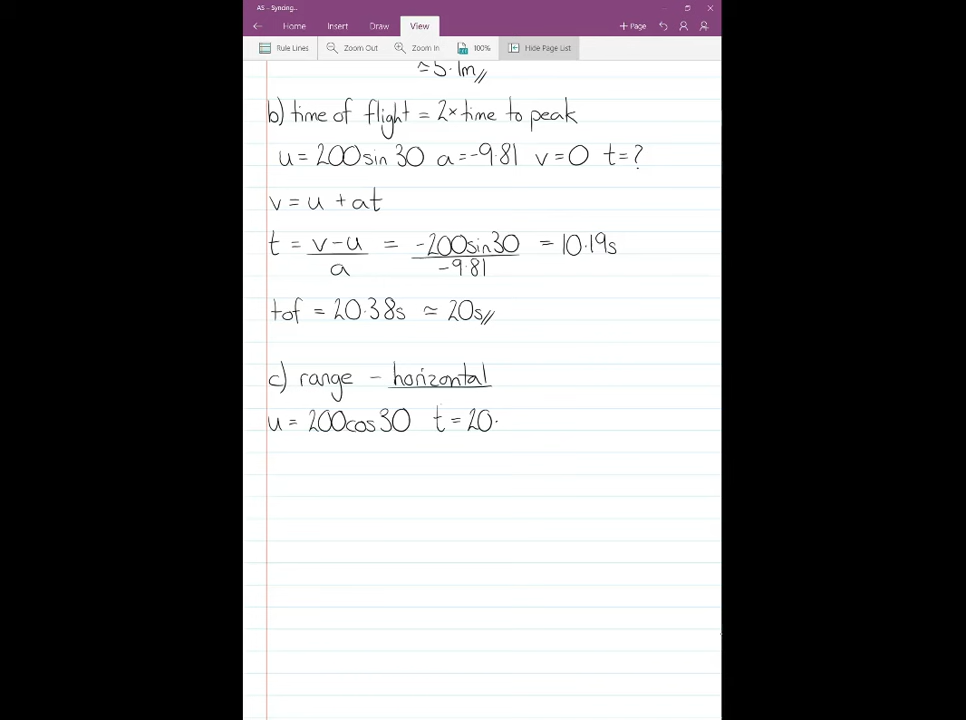 AS - Syncing...
Home Insert Draw View + Page
Rule Lines Zoom Out Zoom In 100% Hide Page List
≈5·1m//
b) time of flight = 2× time to peak
u = 200sin 30 a = -9·81 v = 0 t = ?
v = u + at
t = v-u / a = -200sin30 / -9·81 = 10·19s
tof = 20·38s ≃ 20s//
c) range - horizontal
u = 200cos30 t = 20·